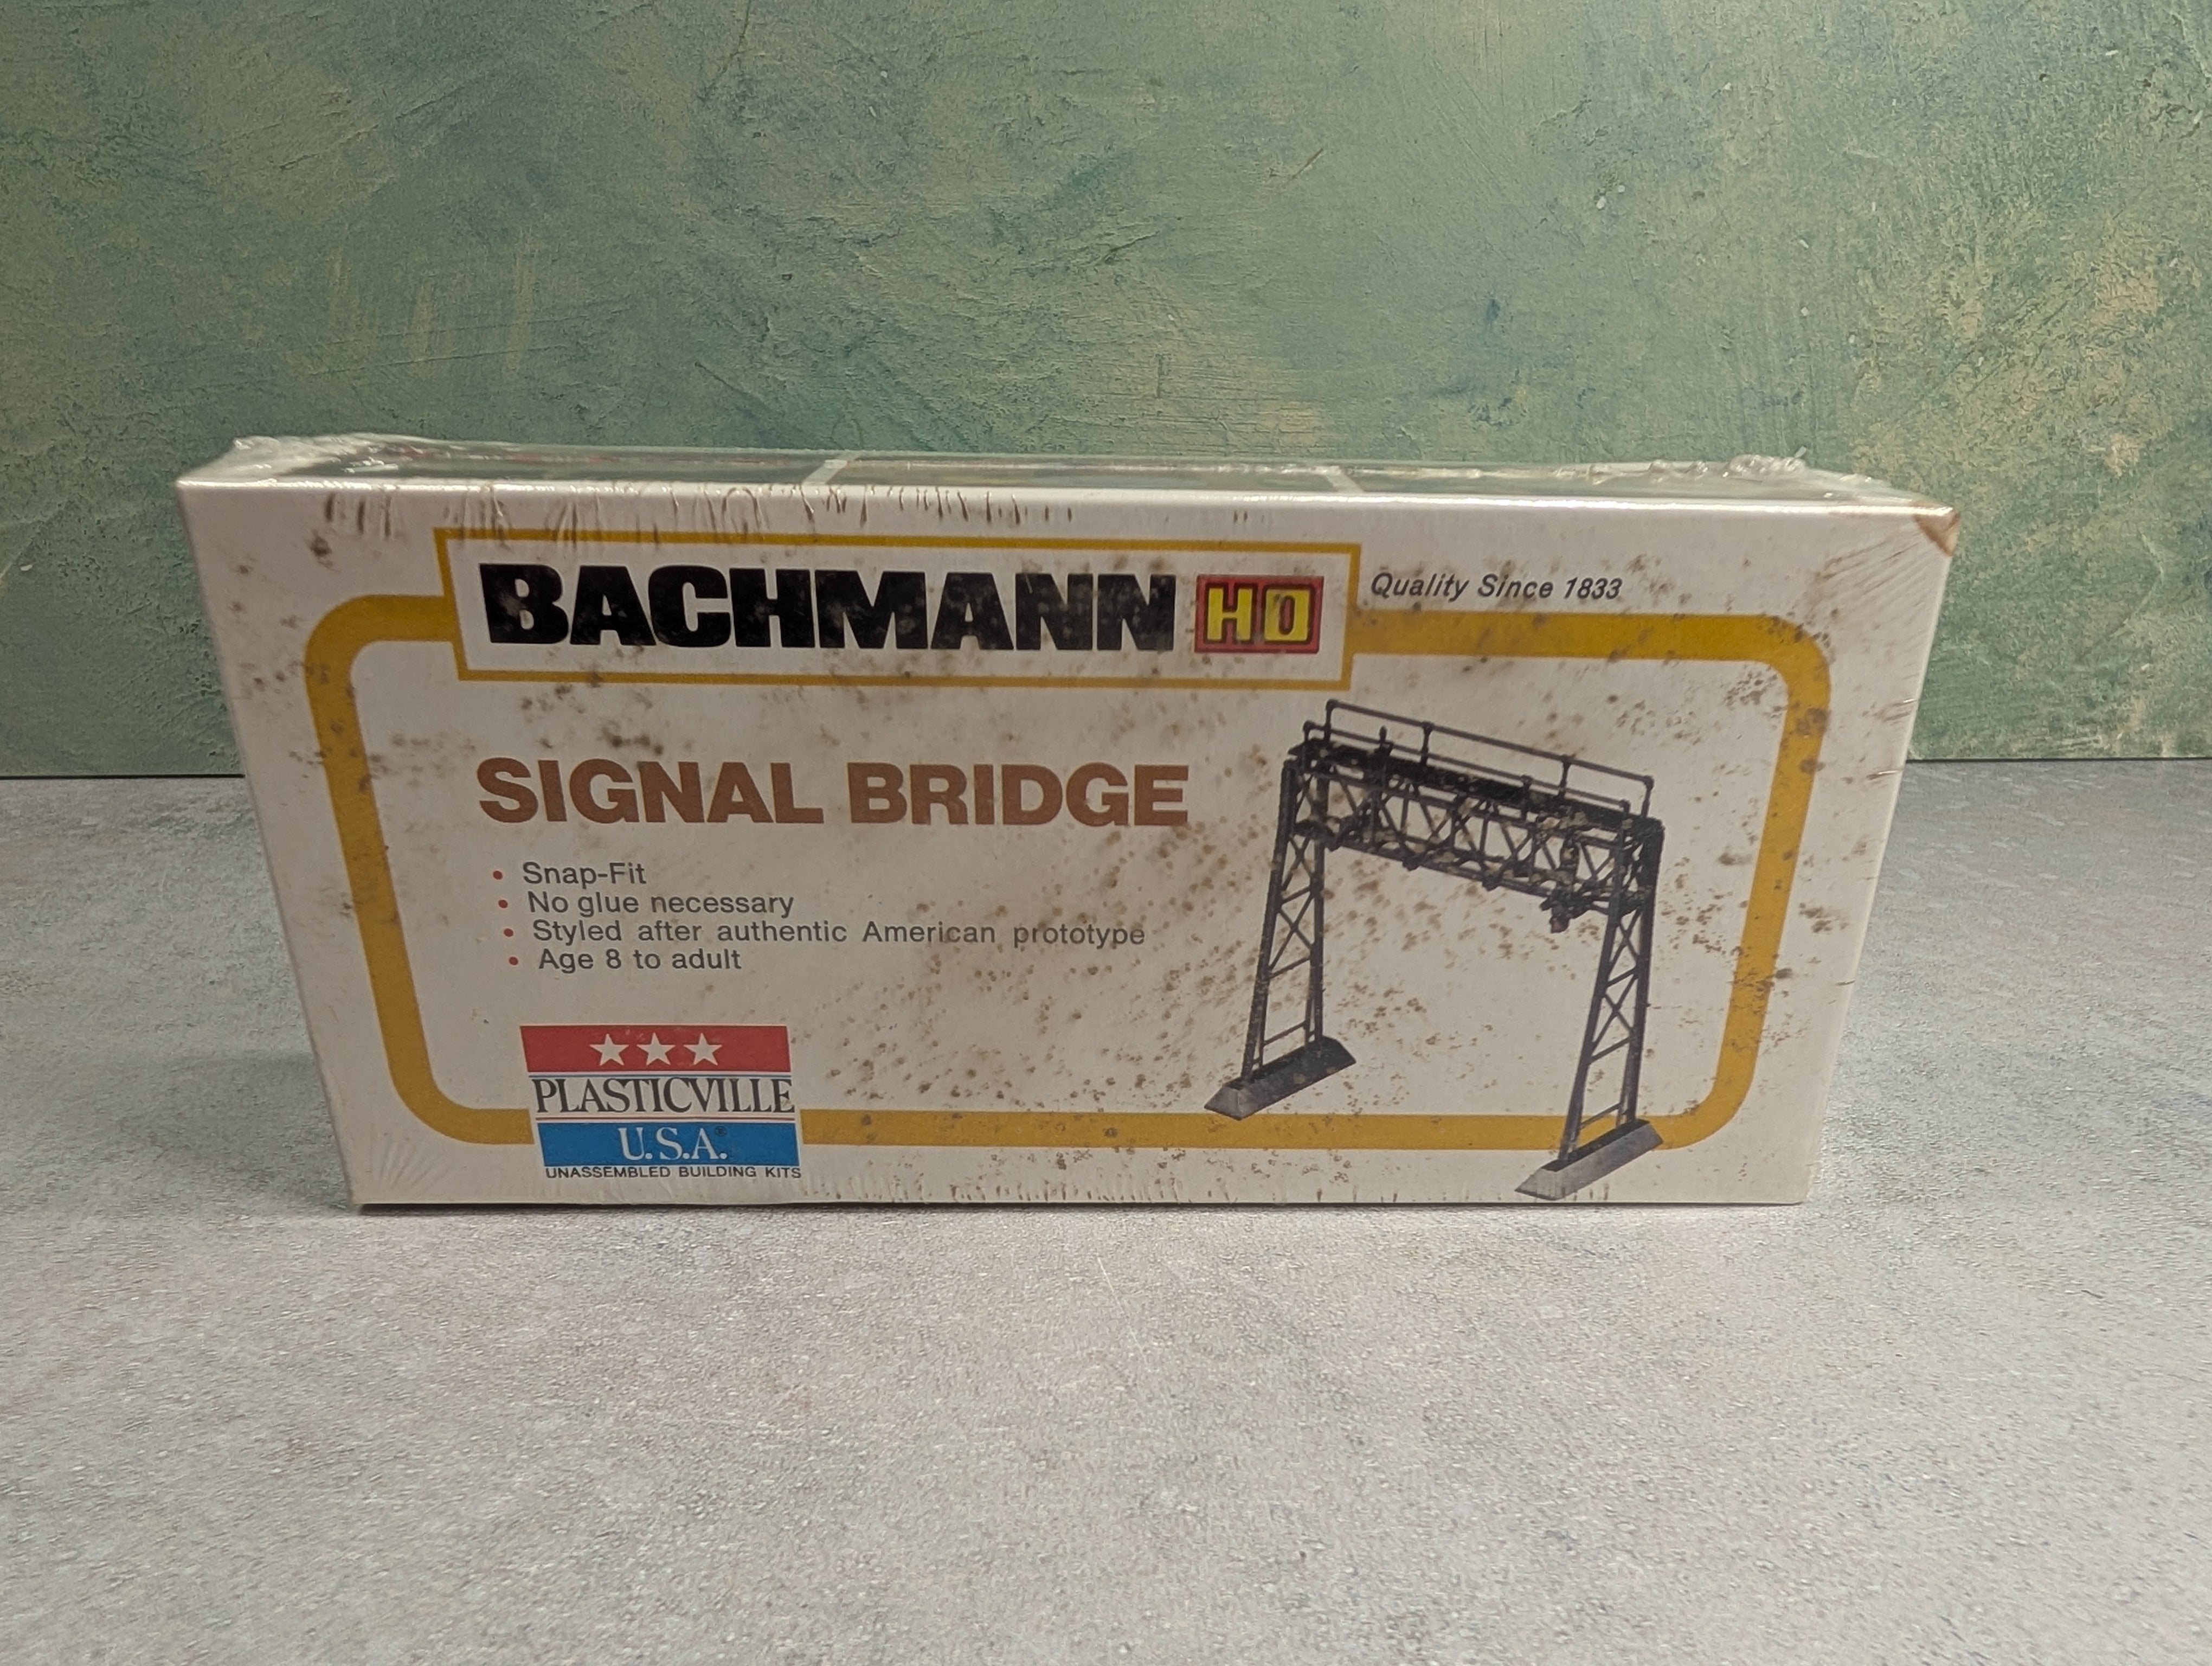 BACHMANN HO
Quality Since 1833
SIGNAL BRIDGE
• Snap-Fit
• No glue necessary
• Styled after authentic American prototype
• Age 8 to adult
PLASTICVILLE
U.S.A.®
UNASSEMBLED BUILDING KITS